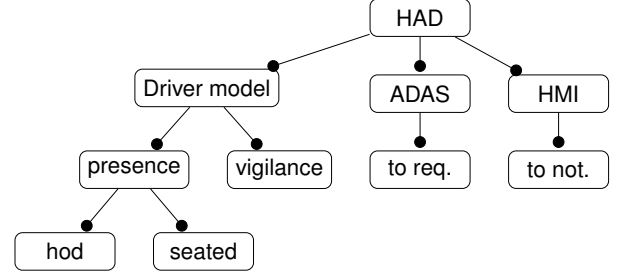 HAD
Driver model
ADAS
HMI
presence
vigilance
to req.
to not.
hod
seated